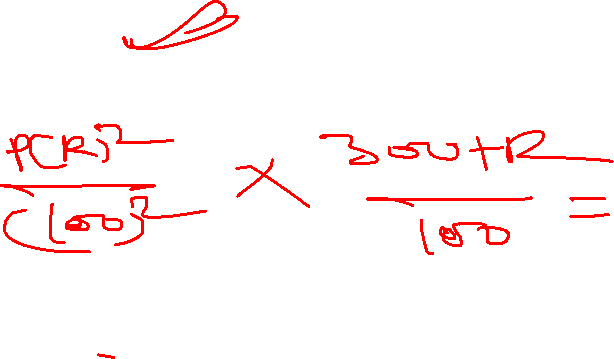 P(R)² / (100)² × 300+R / 100 =